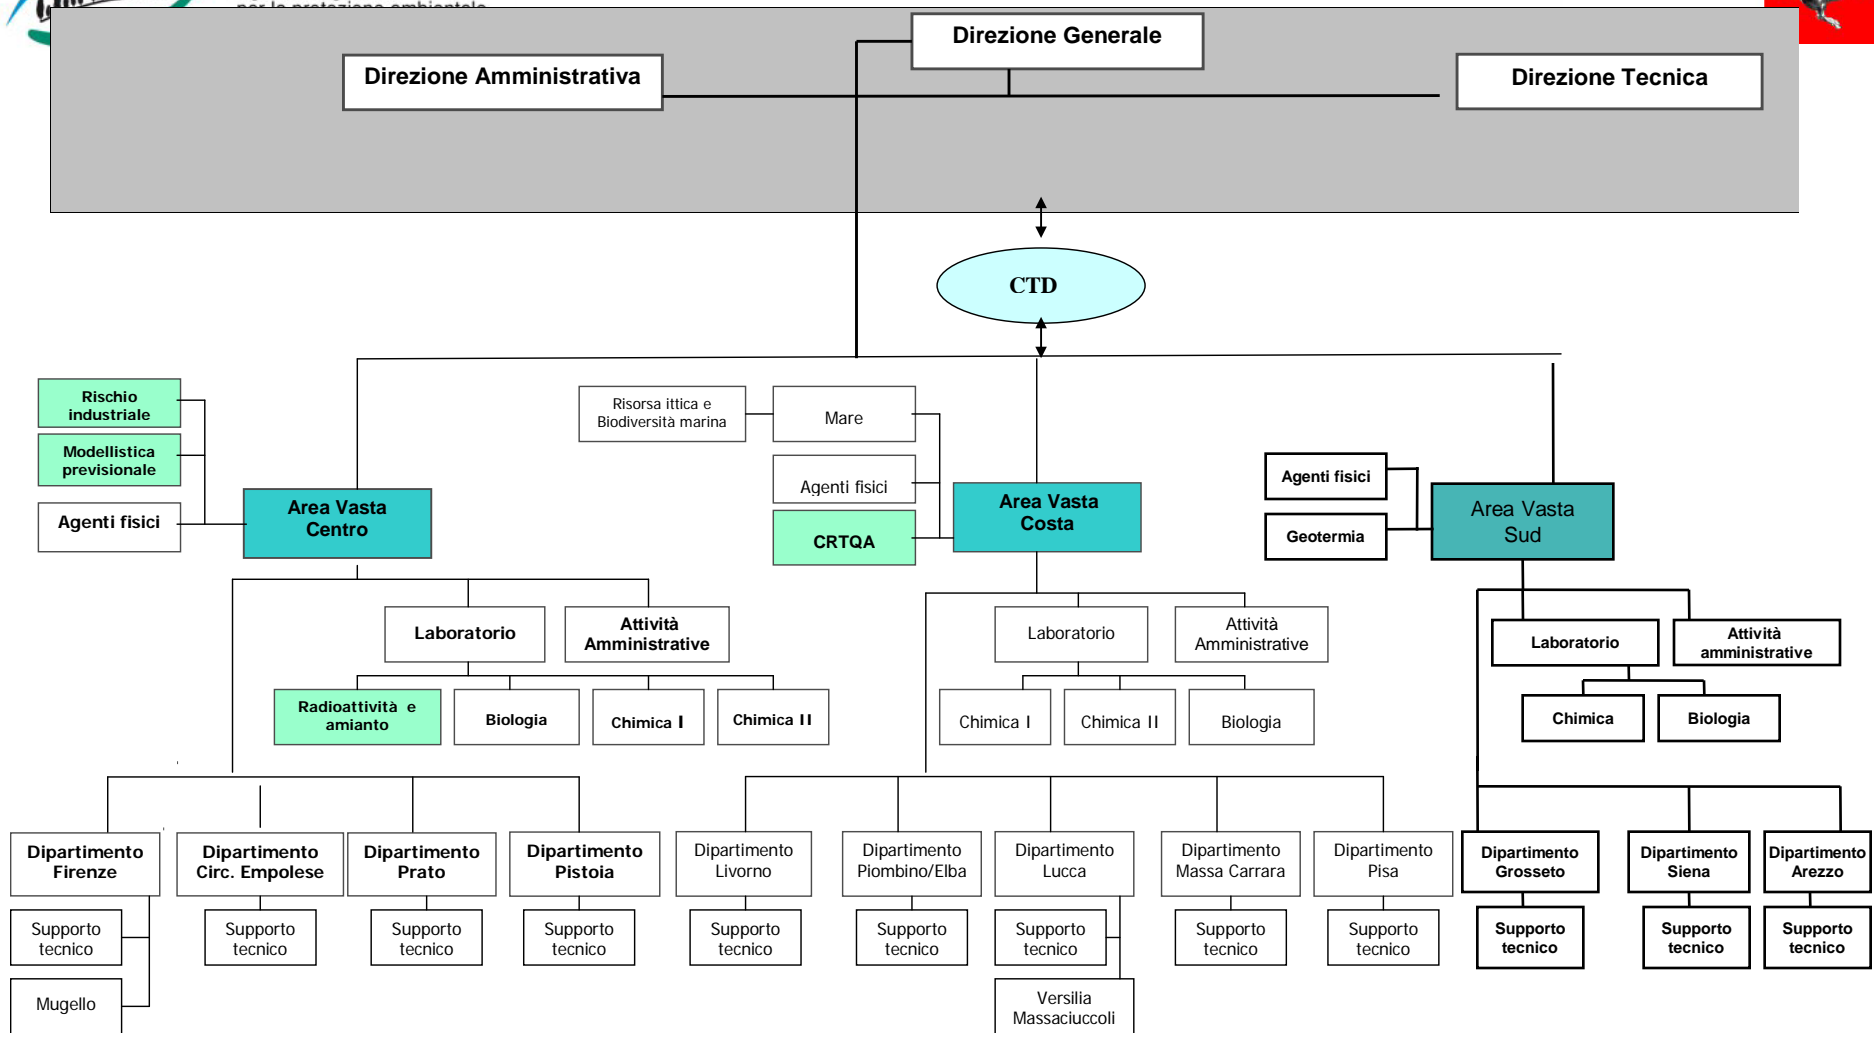 per la protezione ambientale
Direzione Generale
Direzione Amministrativa
Direzione Tecnica
CTD
Rischio
industriale
Modellistica
previsionale
Agenti fisici
Area Vasta
Centro
Risorsa ittica e
Biodiversità marina
Mare
Agenti fisici
CRTQA
Area Vasta
Costa
Agenti fisici
Geotermia
Area Vasta
Sud
Laboratorio
Attività
Amministrative
Radioattività e
amianto
Biologia
Chimica I
Chimica II
Laboratorio
Attività
Amministrative
Chimica I
Chimica II
Biologia
Laboratorio
Attività
amministrative
Chimica
Biologia
Dipartimento
Firenze
Dipartimento
Circ. Empolese
Dipartimento
Prato
Dipartimento
Pistoia
Dipartimento
Livorno
Dipartimento
Piombino/Elba
Dipartimento
Lucca
Dipartimento
Massa Carrara
Dipartimento
Pisa
Dipartimento
Grosseto
Dipartimento
Siena
Dipartimento
Arezzo
Supporto
tecnico
Supporto
tecnico
Supporto
tecnico
Supporto
tecnico
Supporto
tecnico
Supporto
tecnico
Supporto
tecnico
Supporto
tecnico
Supporto
tecnico
Supporto
tecnico
Supporto
tecnico
Supporto
tecnico
Mugello
Versilia
Massaciuccoli